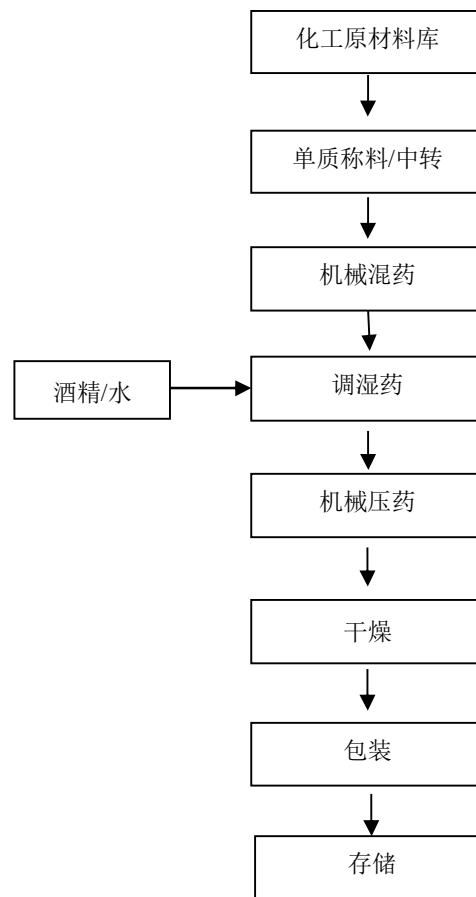 化工原材料库
单质称料/中转
机械混药
酒精/水
调湿药
机械压药
干燥
包装
存储